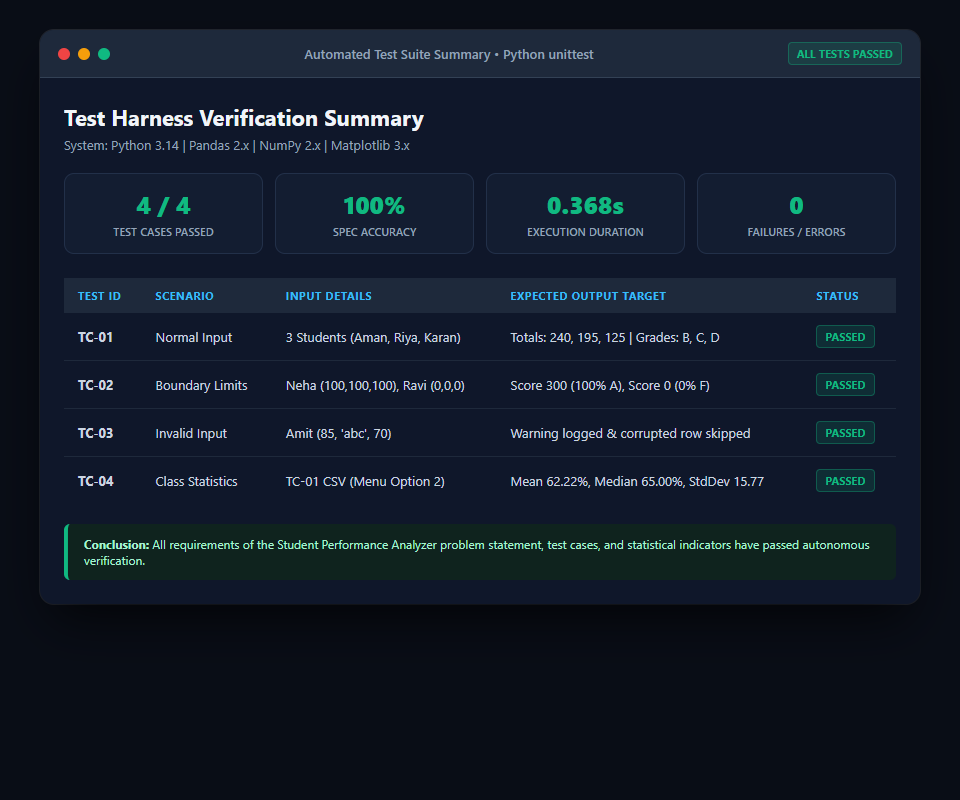 Automated Test Suite Summary • Python unittest
ALL TESTS PASSED
Test Harness Verification Summary
System: Python 3.14 | Pandas 2.x | NumPy 2.x | Matplotlib 3.x
4 / 4
TEST CASES PASSED
100%
SPEC ACCURACY
0.368s
EXECUTION DURATION
0
FAILURES / ERRORS
TEST ID SCENARIO INPUT DETAILS EXPECTED OUTPUT TARGET STATUS
TC-01 Normal Input 3 Students (Aman, Riya, Karan) Totals: 240, 195, 125 | Grades: B, C, D PASSED
TC-02 Boundary Limits Neha (100,100,100), Ravi (0,0,0) Score 300 (100% A), Score 0 (0% F) PASSED
TC-03 Invalid Input Amit (85, 'abc', 70) Warning logged & corrupted row skipped PASSED
TC-04 Class Statistics TC-01 CSV (Menu Option 2) Mean 62.22%, Median 65.00%, StdDev 15.77 PASSED
Conclusion: All requirements of the Student Performance Analyzer problem statement, test cases, and statistical indicators have passed autonomous
verification.